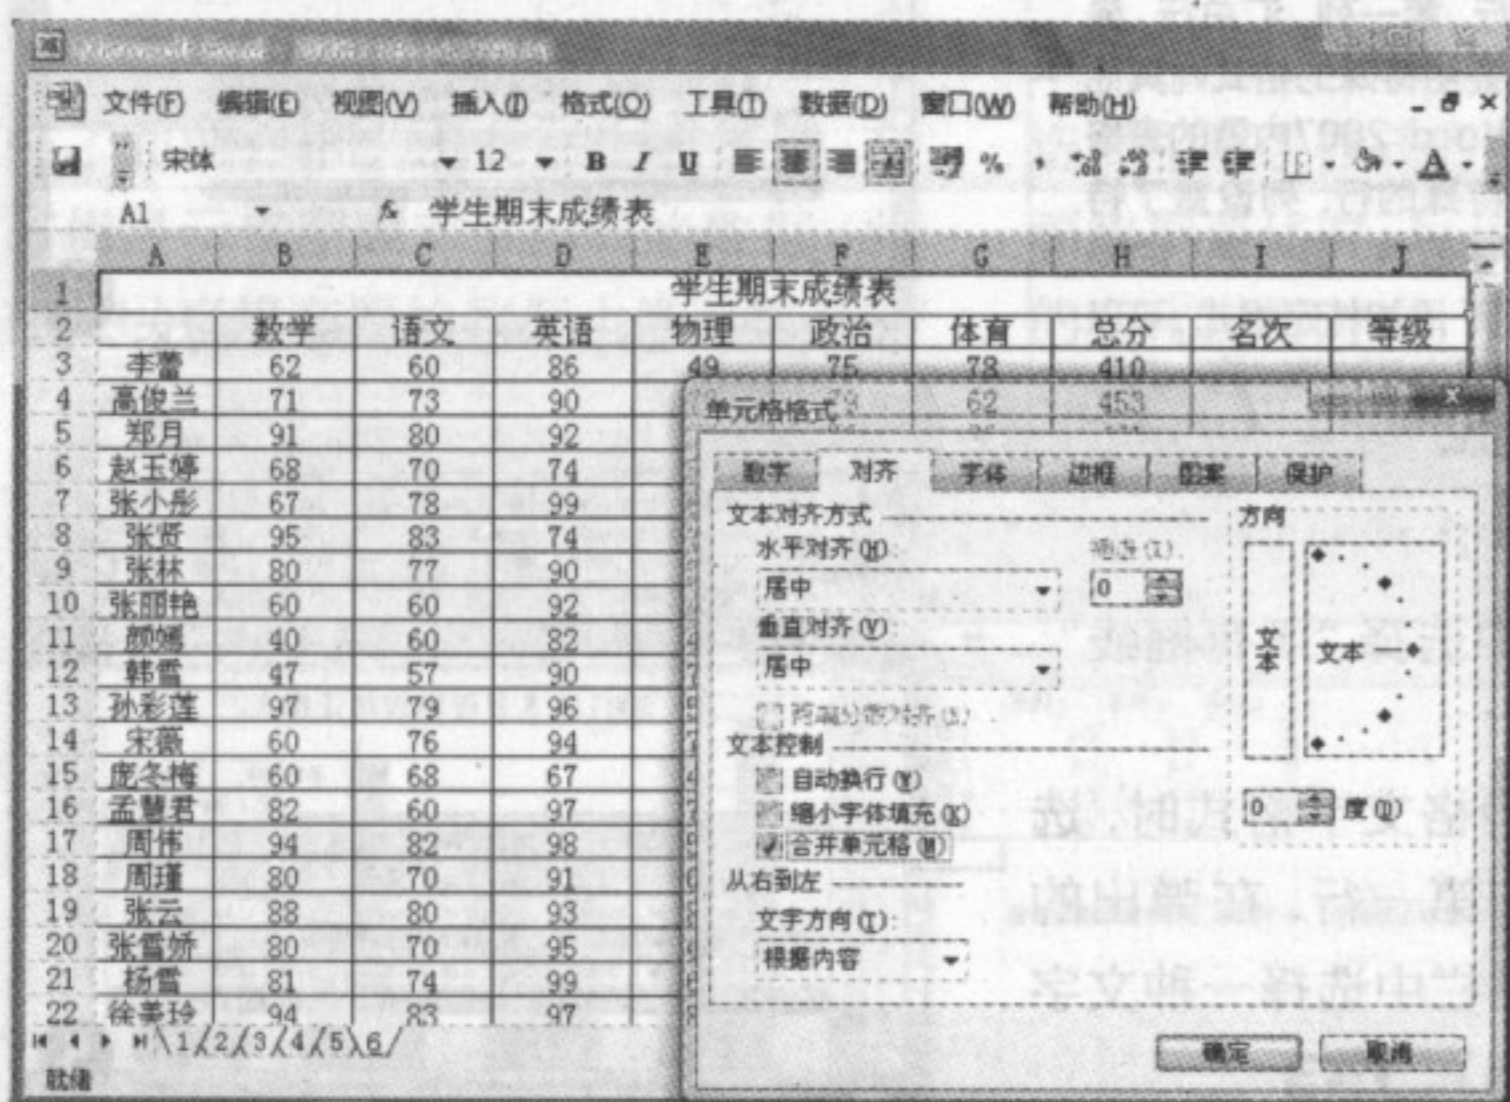 Microsoft Excel
文件(F) 编辑(E) 视图(V) 插入(I) 格式(O) 工具(T) 数据(D) 窗口(W) 帮助(H)
宋体 12 B I U % A
A1 fx 学生期末成绩表
A B C D E F G H I J
1 学生期末成绩表
2 数学 语文 英语 物理 政治 体育 总分 名次 等级
3 李蕾 62 60 86 49 75 78 410
4 高俊兰 71 73 90 62 453
5 郑月 91 80 92
6 赵玉婷 68 70 74
7 张小彤 67 78 99
8 张贤 95 83 74
9 张林 80 77 90
10 张丽艳 60 60 92
11 颜嫣 40 60 82
12 韩雪 47 57 90
13 孙彩莲 97 79 96
14 宋薇 60 76 94
15 庞冬梅 60 68 67
16 孟慧君 82 60 97
17 周伟 94 82 98
18 周瑾 80 70 91
19 张云 88 80 93
20 张雪娇 80 70 95
21 杨雪 81 74 99
22 徐美玲 94 83 97
1 2 3 4 5 6
就绪
单元格格式
数字 对齐 字体 边框 图案 保护
文本对齐方式
水平对齐(H):
居中
缩进(I):
0
垂直对齐(V):
居中
两端分散对齐(S)
文本控制
自动换行(W)
缩小字体填充(K)
合并单元格(M)
从右到左
文字方向(T):
根据内容
方向
文本
文本
0 度(D)
确定 取消